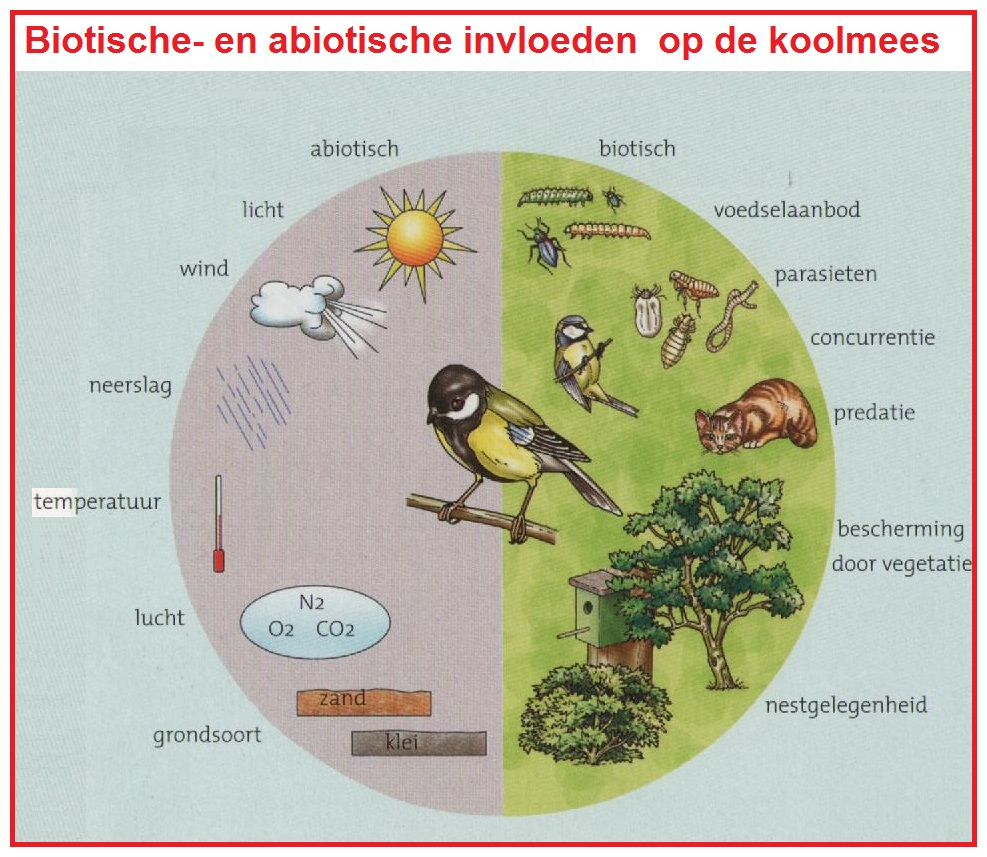 Biotische- en abiotische invloeden op de koolmees
abiotisch
biotisch
licht
voedselaanbod
wind
parasieten
concurrentie
neerslag
predatie
temperatuur
bescherming
door vegetatie
N2
O2 CO2
lucht
zand
nestgelegenheid
grondsoort
klei